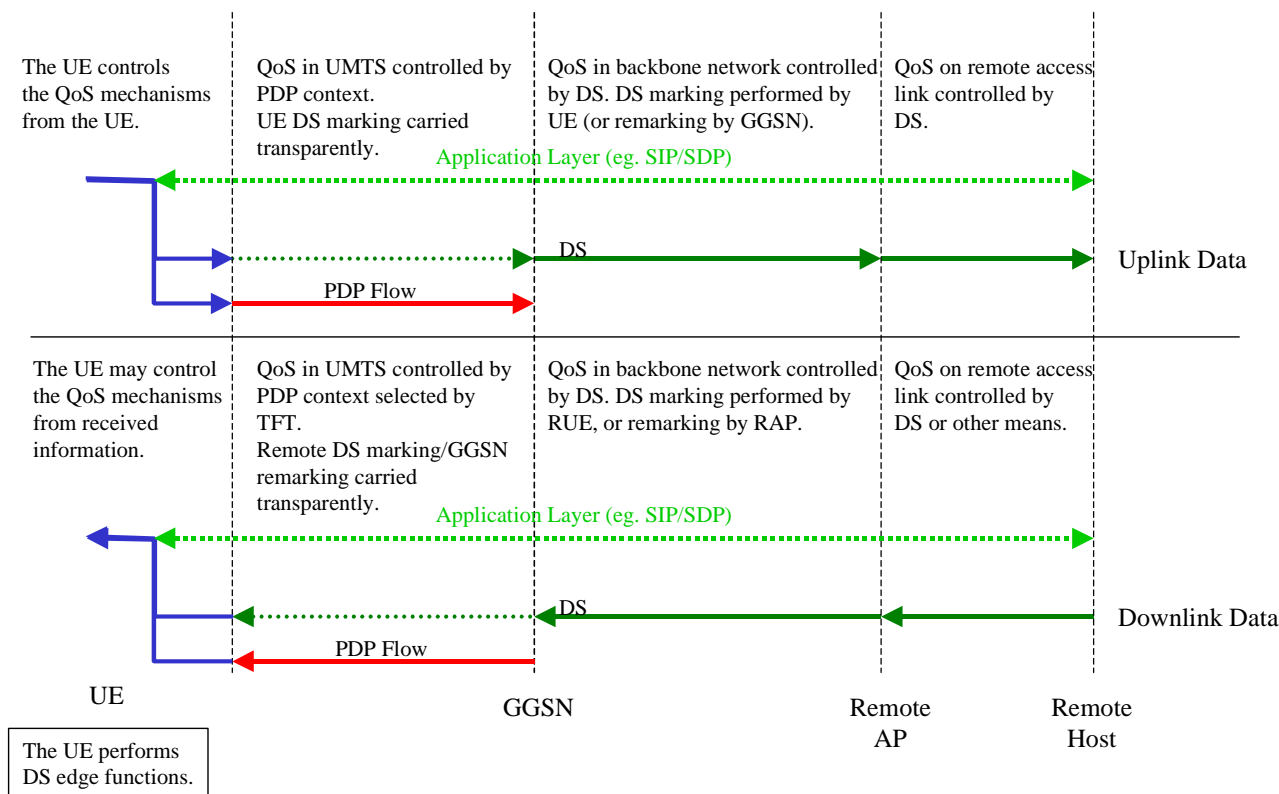 The UE controls
the QoS mechanisms
from the UE.
QoS in UMTS controlled by
PDP context.
UE DS marking carried
transparently.
QoS in backbone network controlled
by DS. DS marking performed by
UE (or remarking by GGSN).
QoS on remote access
link controlled by
DS.
Application Layer (eg. SIP/SDP)
DS
Uplink Data
PDP Flow
The UE may control
the QoS mechanisms
from received
information.
QoS in UMTS controlled by
PDP context selected by
TFT.
Remote DS marking/GGSN
remarking carried
transparently.
QoS in backbone network controlled
by DS. DS marking performed by
RUE, or remarking by RAP.
QoS on remote access
link controlled by
DS or other means.
Application Layer (eg. SIP/SDP)
DS
Downlink Data
PDP Flow
UE
GGSN
Remote
AP
Remote
Host
The UE performs
DS edge functions.